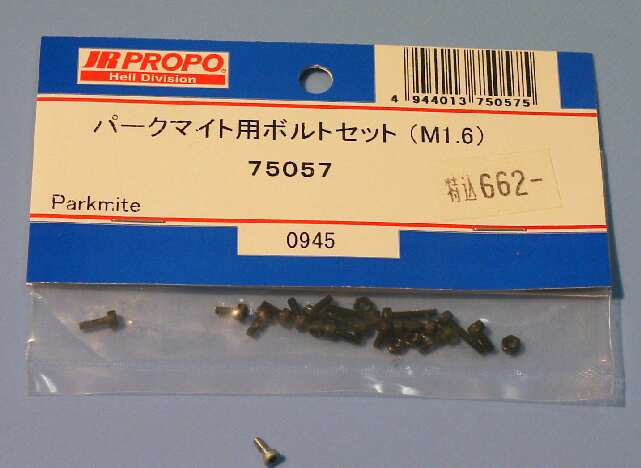 JR PROPO®
Heli Division
4 944013 750575
パークマイト用ボルトセット（M1.6）
75057
特込662-
Parkmite
0945